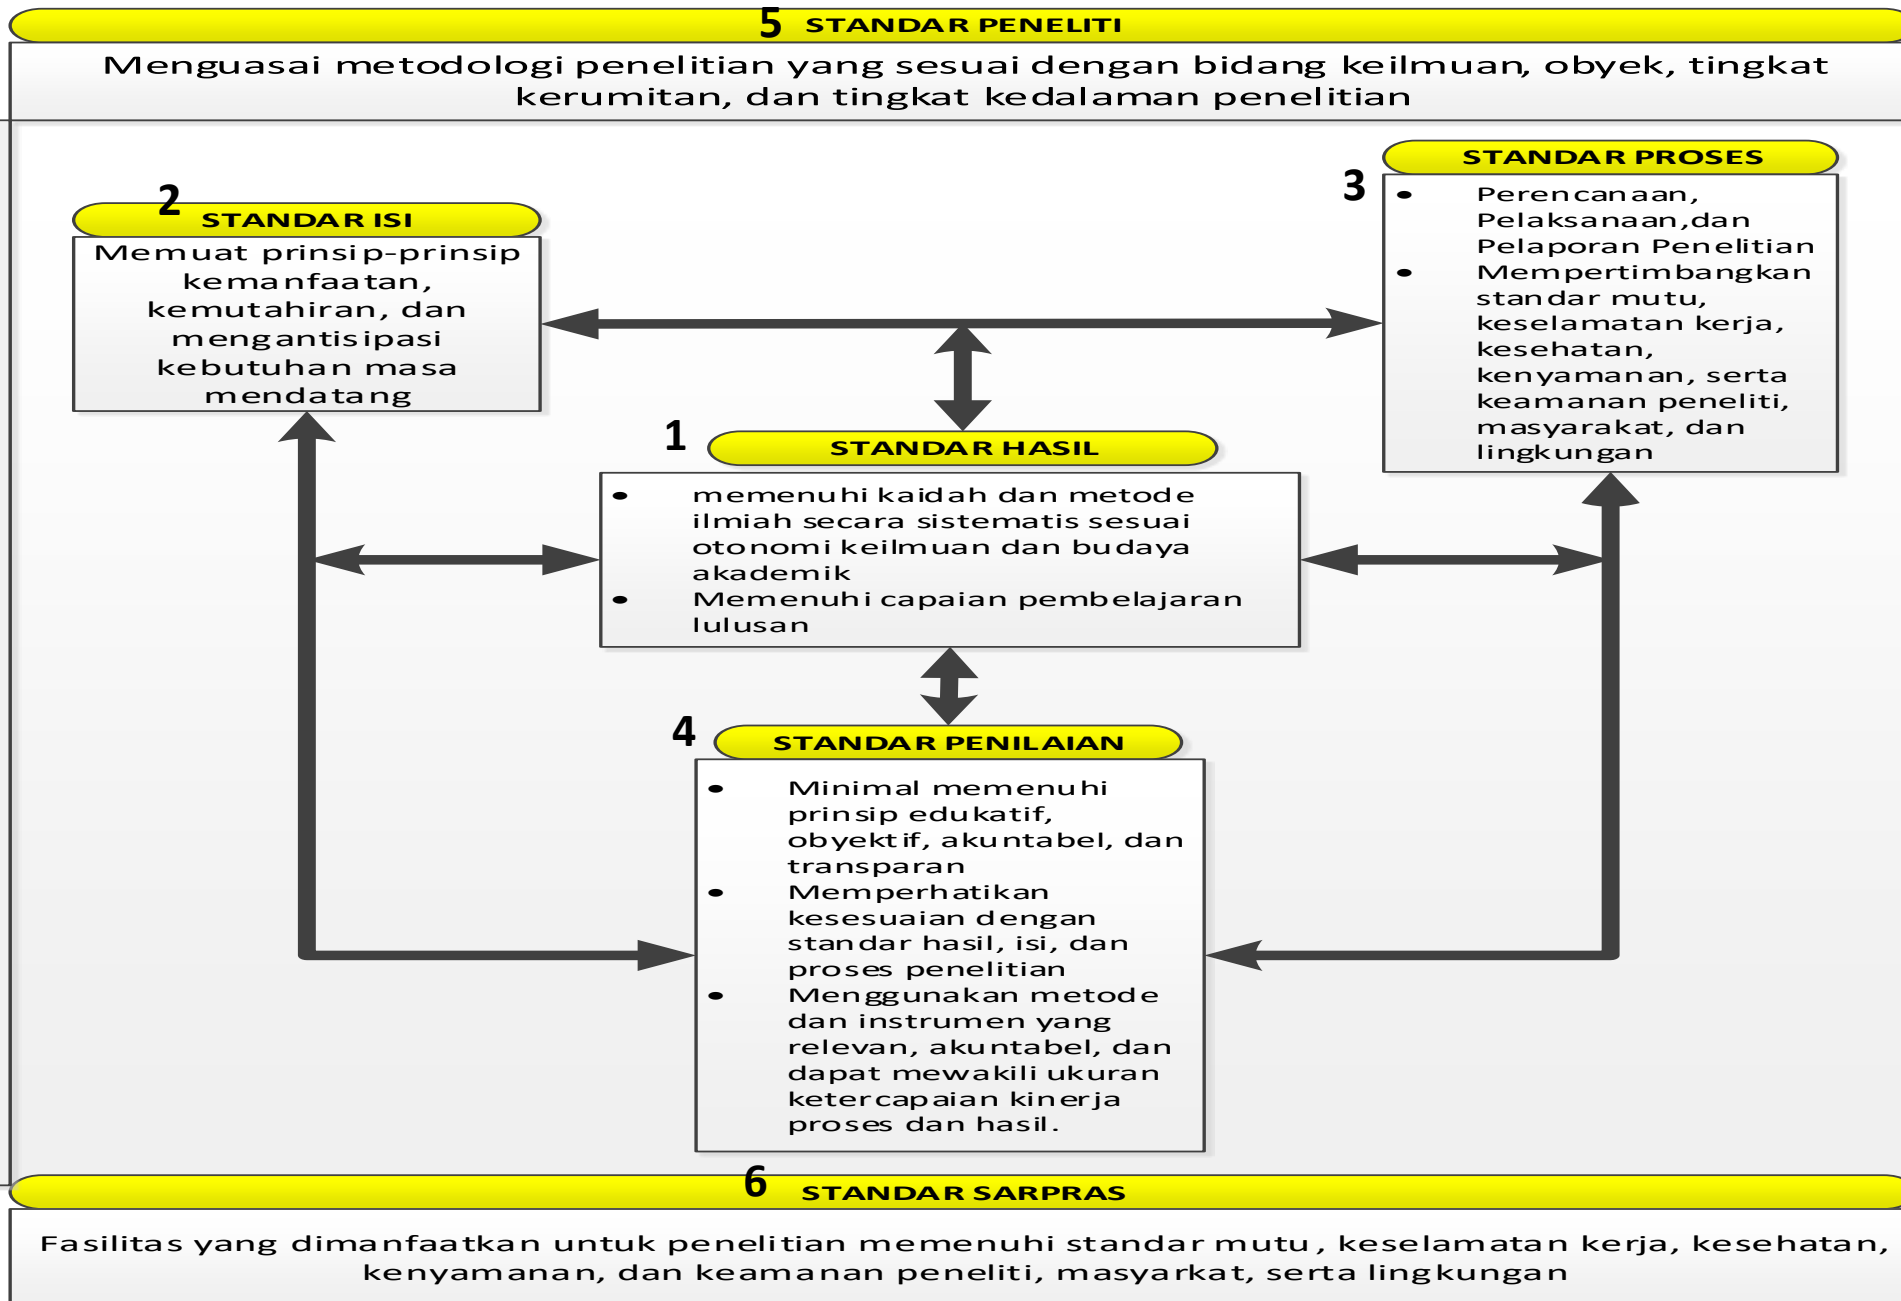 5 STANDAR PENELITI
Menguasai metodologi penelitian yang sesuai dengan bidang keilmuan, obyek, tingkat
kerumitan, dan tingkat kedalaman penelitian
2 STANDAR ISI
Memuat prinsip-prinsip
kemanfaatan,
kemutahiran, dan
mengantisipasi
kebutuhan masa
mendatang
3 STANDAR PROSES
• Perencanaan,
Pelaksanaan,dan
Pelaporan Penelitian
• Mempertimbangkan
standar mutu,
keselamatan kerja,
kesehatan,
kenyamanan, serta
keamanan peneliti,
masyarakat, dan
lingkungan
1 STANDAR HASIL
• memenuhi kaidah dan metode
ilmiah secara sistematis sesuai
otonomi keilmuan dan budaya
akademik
• Memenuhi capaian pembelajaran
lulusan
4 STANDAR PENILAIAN
• Minimal memenuhi
prinsip edukatif,
obyektif, akuntabel, dan
transparan
• Memperhatikan
kesesuaian dengan
standar hasil, isi, dan
proses penelitian
• Menggunakan metode
dan instrumen yang
relevan, akuntabel, dan
dapat mewakili ukuran
ketercapaian kinerja
proses dan hasil.
6 STANDAR SARPRAS
Fasilitas yang dimanfaatkan untuk penelitian memenuhi standar mutu, keselamatan kerja, kesehatan,
kenyamanan, dan keamanan peneliti, masyarkat, serta lingkungan